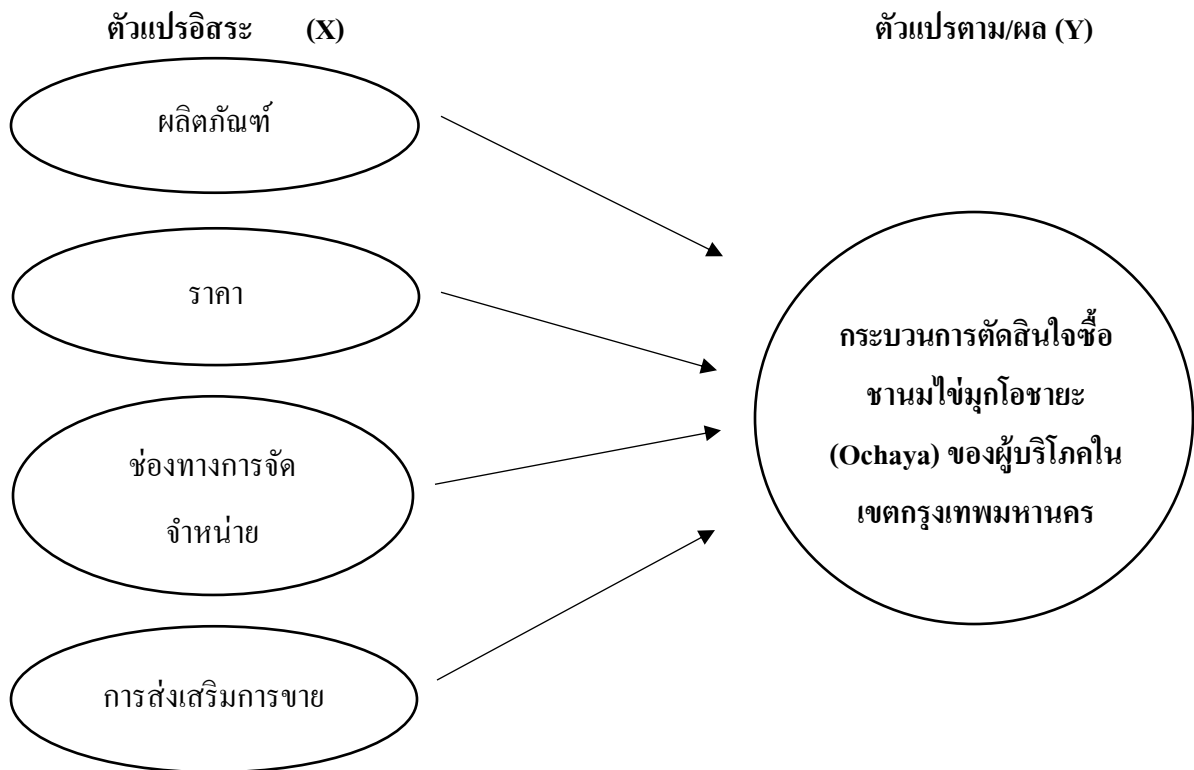 ตัวแปรอิสระ (X)
ตัวแปรตาม/ผล (Y)
ผลิตภัณฑ์
ราคา
ช่องทางการจัด
จำหน่าย
การส่งเสริมการขาย
กระบวนการตัดสินใจซื้อ
ชานมไข่มุกโอชายะ
(Ochaya) ของผู้บริโภคใน
เขตกรุงเทพมหานคร